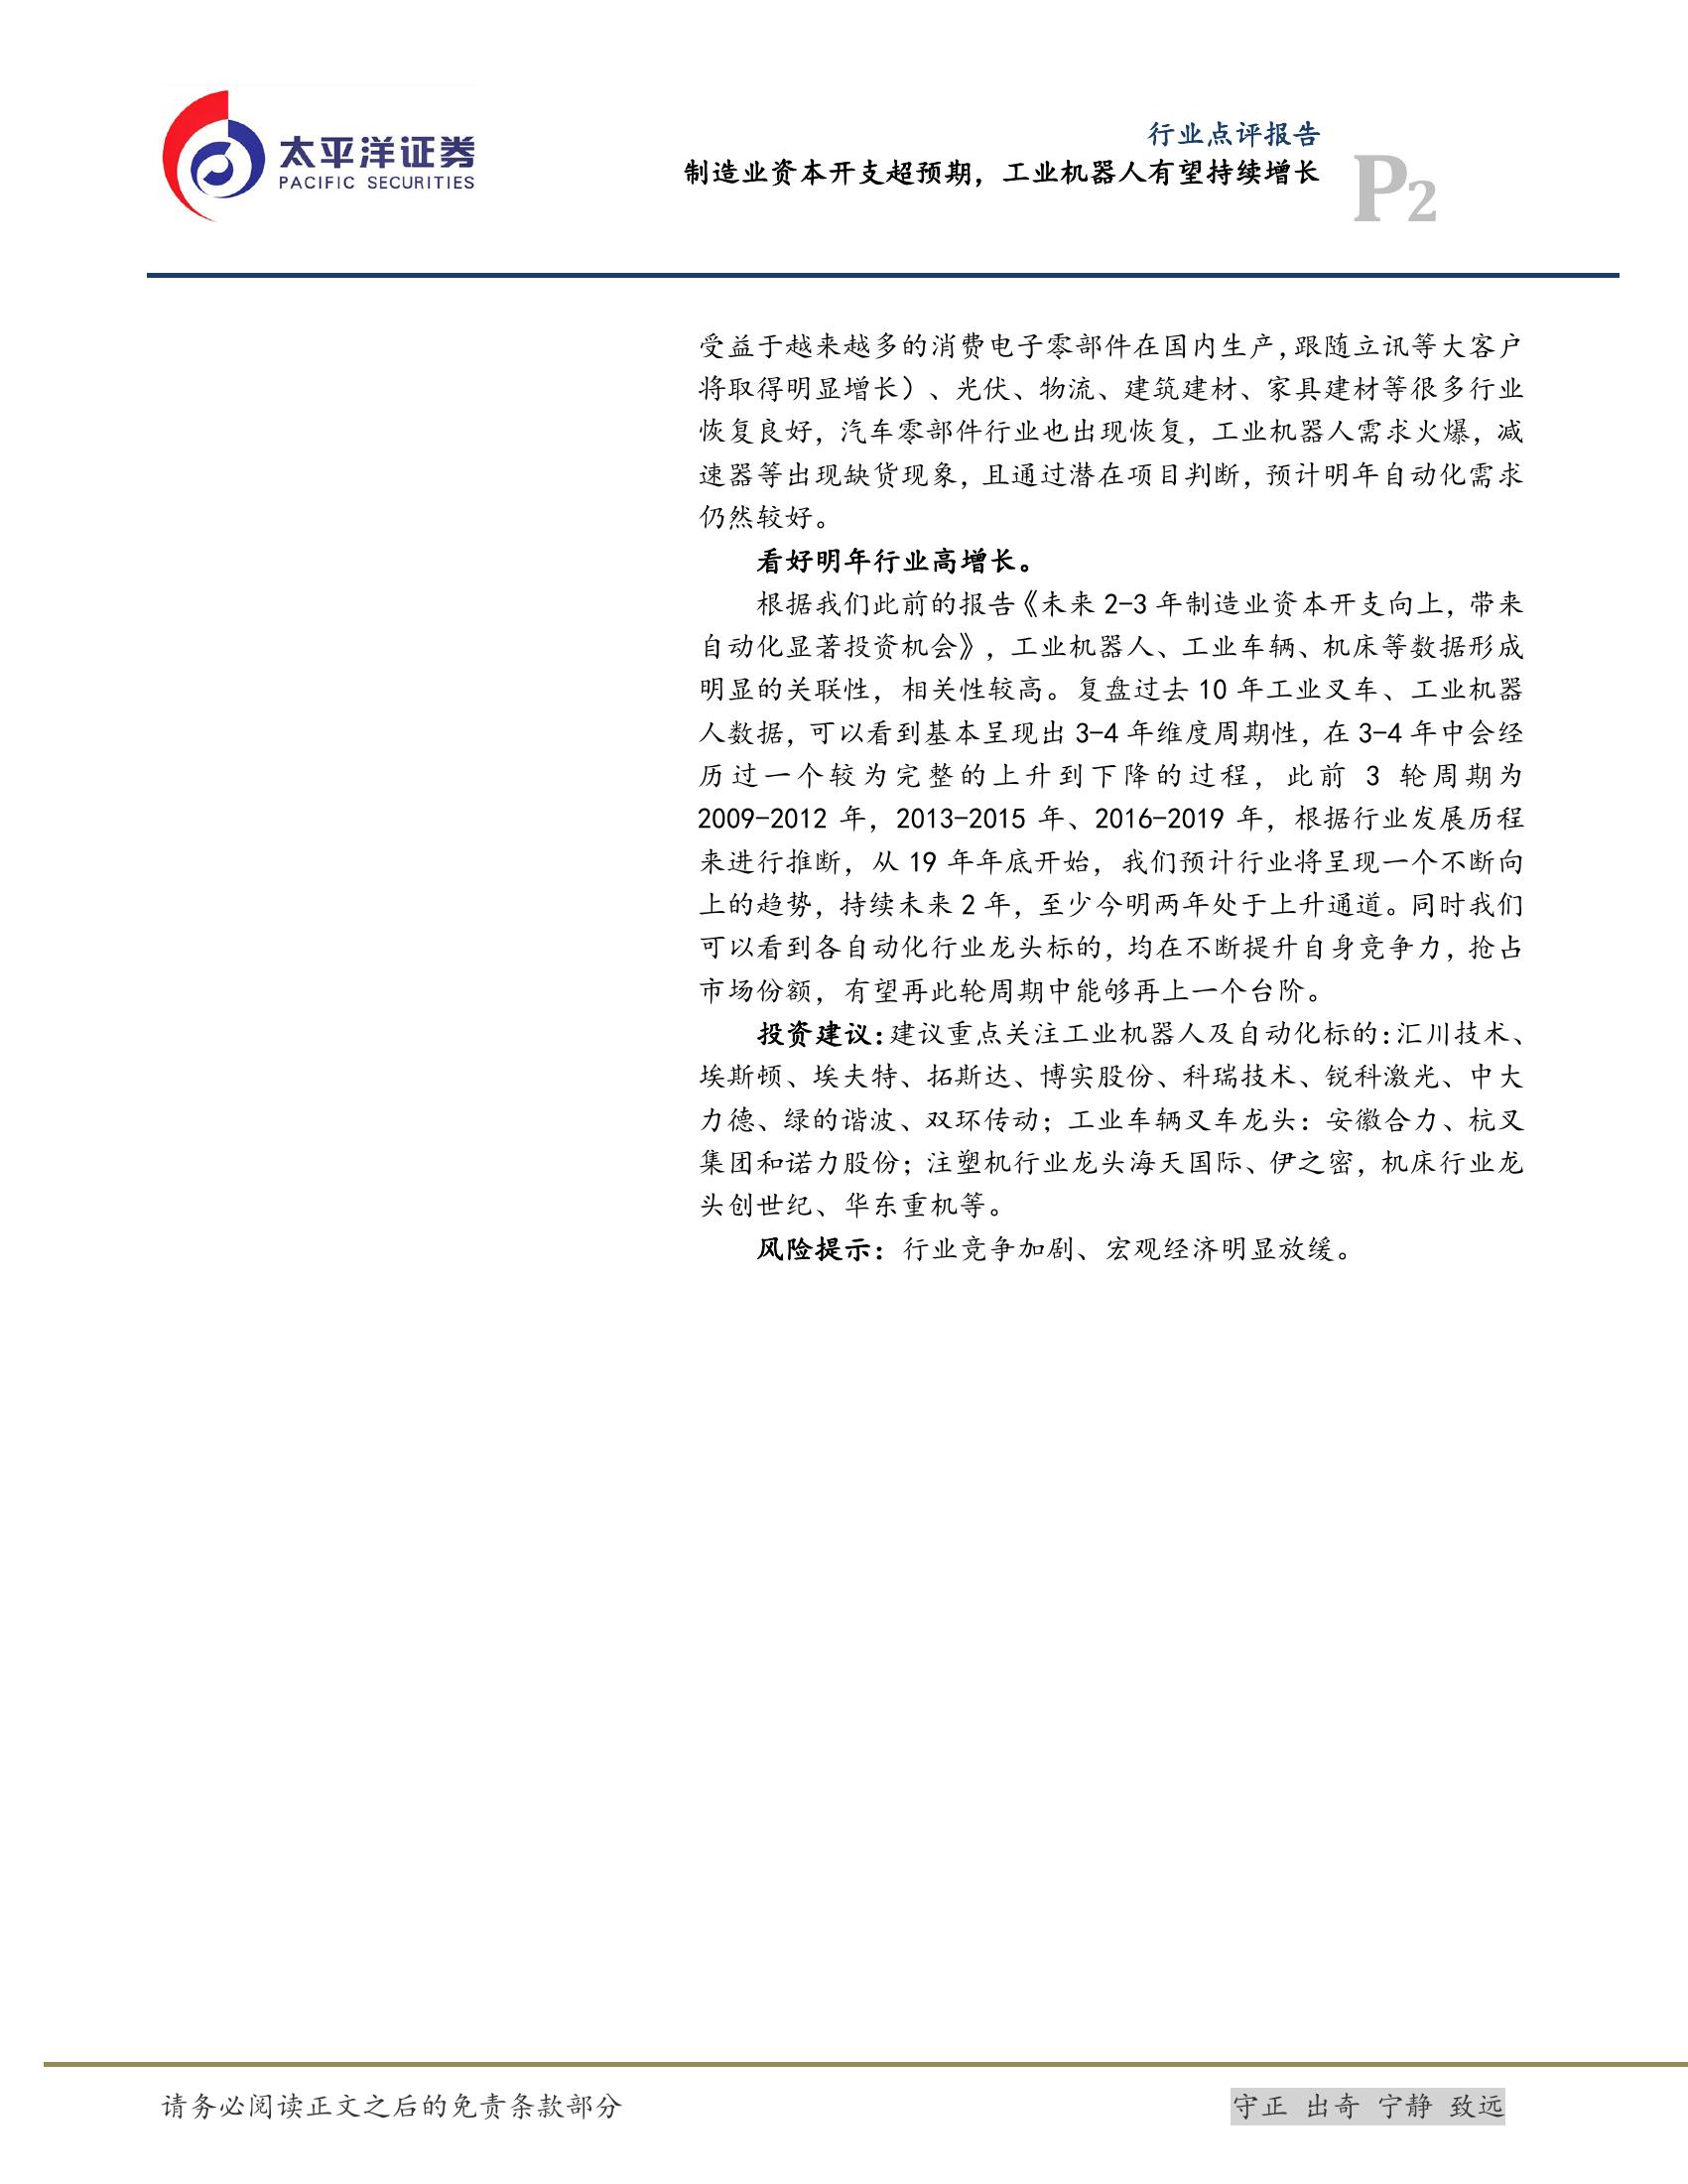 太平洋证券
PACIFIC SECURITIES
行业点评报告
制造业资本开支超预期，工业机器人有望持续增长
P2
受益于越来越多的消费电子零部件在国内生产,跟随立讯等大客户
将取得明显增长）、光伏、物流、建筑建材、家具建材等很多行业
恢复良好，汽车零部件行业也出现恢复，工业机器人需求火爆，减
速器等出现缺货现象，且通过潜在项目判断，预计明年自动化需求
仍然较好。
看好明年行业高增长。
根据我们此前的报告《未来 2-3 年制造业资本开支向上，带来
自动化显著投资机会》，工业机器人、工业车辆、机床等数据形成
明显的关联性，相关性较高。复盘过去 10 年工业叉车、工业机器
人数据，可以看到基本呈现出 3-4 年维度周期性，在 3-4 年中会经
历过一个较为完整的上升到下降的过程，此前 3 轮周期为
2009-2012 年，2013-2015 年、2016-2019 年，根据行业发展历程
来进行推断，从 19 年年底开始，我们预计行业将呈现一个不断向
上的趋势，持续未来 2 年，至少今明两年处于上升通道。同时我们
可以看到各自动化行业龙头标的，均在不断提升自身竞争力，抢占
市场份额，有望再此轮周期中能够再上一个台阶。
投资建议：建议重点关注工业机器人及自动化标的：汇川技术、
埃斯顿、埃夫特、拓斯达、博实股份、科瑞技术、锐科激光、中大
力德、绿的谐波、双环传动；工业车辆叉车龙头：安徽合力、杭叉
集团和诺力股份；注塑机行业龙头海天国际、伊之密，机床行业龙
头创世纪、华东重机等。
风险提示：行业竞争加剧、宏观经济明显放缓。
请务必阅读正文之后的免责条款部分
守正 出奇 宁静 致远